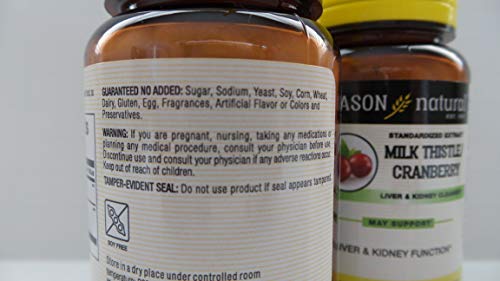 GUARANTEED NO ADDED: Sugar, Sodium, Yeast, Soy, Corn, Wheat,
Dairy, Gluten, Egg, Fragrances, Artificial Flavor or Colors and
Preservatives.
WARNING: If you are pregnant, nursing, taking any medications or
planning any medical procedure, consult your physician before use.
Discontinue use and consult your physician if any adverse reactions occur.
Keep out of reach of children.
TAMPER-EVIDENT SEAL: Do not use product if seal appears tampered.
SOY FREE
Store in a dry place under controlled room
ASON natural
STANDARDIZED EXTRACT
MILK THISTLE
CRANBERRY
LIVER & KIDNEY
MAY SUPPORT
LIVER & KIDNEY FUNCTION*